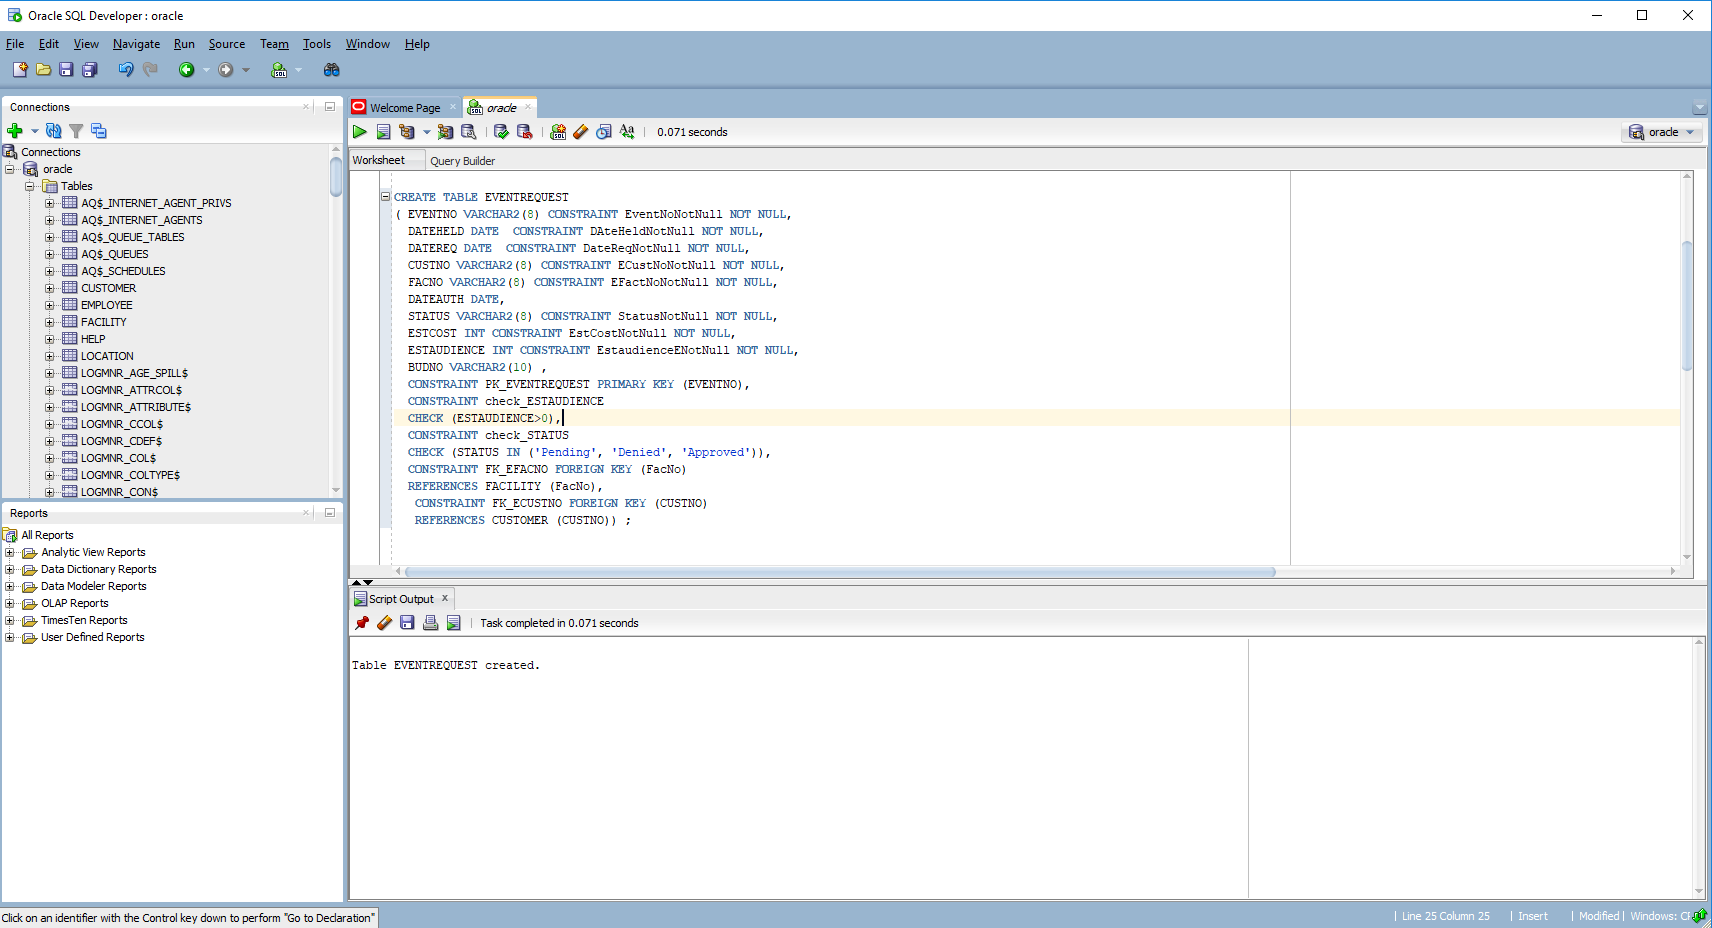 Oracle SQL Developer : oracle
File Edit View Navigate Run Source Team Tools Window Help
Connections
Connections
oracle
Tables
AQ$_INTERNET_AGENT_PRIVS
AQ$_INTERNET_AGENTS
AQ$_QUEUE_TABLES
AQ$_QUEUES
AQ$_SCHEDULES
CUSTOMER
EMPLOYEE
FACILITY
HELP
LOCATION
LOGMNR_AGE_SPILL$
LOGMNR_ATTRCOL$
LOGMNR_ATTRIBUTE$
LOGMNR_CCOL$
LOGMNR_CDEF$
LOGMNR_COL$
LOGMNR_COLTYPE$
LOGMNR_CON$
Reports
All Reports
Analytic View Reports
Data Dictionary Reports
Data Modeler Reports
OLAP Reports
TimesTen Reports
User Defined Reports
Welcome Page
oracle
0.071 seconds
oracle
Worksheet Query Builder
CREATE TABLE EVENTREQUEST
( EVENTNO VARCHAR2(8) CONSTRAINT EventNoNotNull NOT NULL,
DATEHELD DATE  CONSTRAINT DAteHeldNotNull NOT NULL,
DATEREQ DATE  CONSTRAINT DateReqNotNull NOT NULL,
CUSTNO VARCHAR2(8) CONSTRAINT ECustNoNotNull NOT NULL,
FACNO VARCHAR2(8) CONSTRAINT EFactNoNotNull NOT NULL,
DATEAUTH DATE,
STATUS VARCHAR2(8) CONSTRAINT StatusNotNull NOT NULL,
ESTCOST INT CONSTRAINT EstCostNotNull NOT NULL,
ESTAUDIENCE INT CONSTRAINT EstaudienceENotNull NOT NULL,
BUDNO VARCHAR2(10) ,
CONSTRAINT PK_EVENTREQUEST PRIMARY KEY (EVENTNO),
CONSTRAINT check_ESTAUDIENCE
CHECK (ESTAUDIENCE>0),
CONSTRAINT check_STATUS
CHECK (STATUS IN ('Pending', 'Denied', 'Approved')),
CONSTRAINT FK_EFACNO FOREIGN KEY (FacNo)
REFERENCES FACILITY (FacNo),
CONSTRAINT FK_ECUSTNO FOREIGN KEY (CUSTNO)
REFERENCES CUSTOMER (CUSTNO)) ;
Script Output
Task completed in 0.071 seconds
Table EVENTREQUEST created.
Click on an identifier with the Control key down to perform "Go to Declaration"
Line 25 Column 25 | Insert | Modified | Windows: